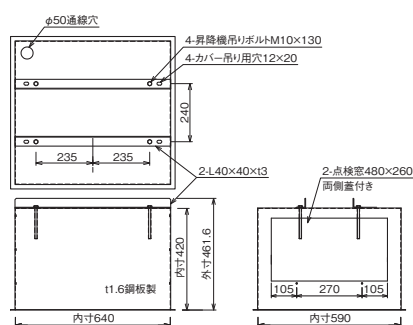 φ50通線穴
4-昇降機吊りボルトM10×130
4-カバー吊り用穴12×20
240
235
235
2-L40×40×t3
2-点検窓480×260
両側蓋付き
内寸420
外寸461.6
t1.6鋼板製
105
270
105
内寸640
内寸590